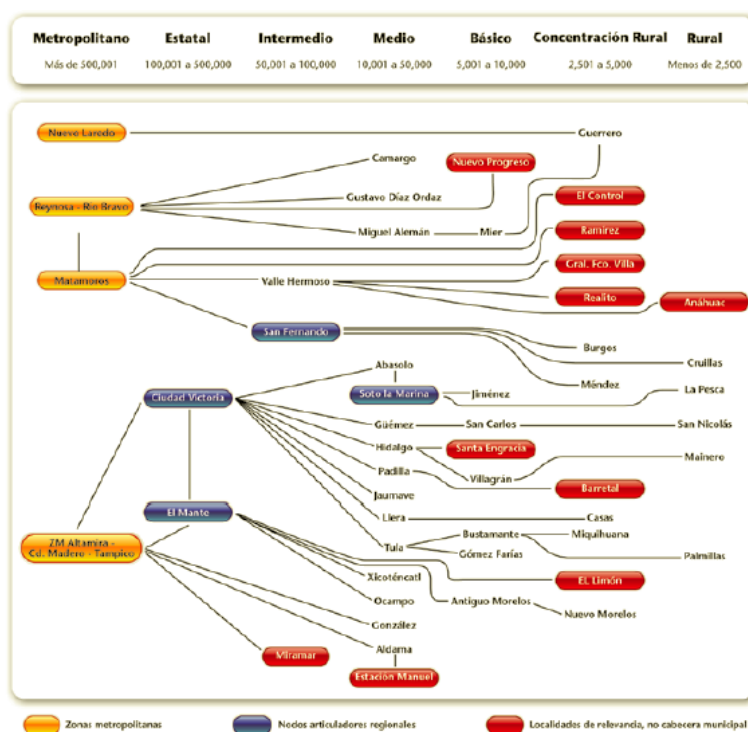 Metropolitano Estatal Intermedio Medio Básico Concentración Rural Rural
Más de 500,001 100,001 a 500,000 50,001 a 100,000 10,001 a 50,000 5,001 a 10,000 2,501 a 5,000 Menos de 2,500
Nuevo Laredo Guerrero
Camargo Nuevo Progreso
Gustavo Díaz Ordaz El Control
Reynosa - Río Bravo
Miguel Alemán Mier Ramírez
Gral. Fco. Villa
Matamoros Valle Hermoso
Realito Anáhuac
San Fernando
Burgos
Cruillas
Abasolo
Méndez
Ciudad Victoria Soto la Marina Jiménez La Pesca
Güémez San Carlos San Nicolás
Hidalgo Santa Engracia
Mainero
Padilla Villagrán
Barretal
Jaumave
El Mante Llera Casas
Bustamante Miquihuana
ZM Altamira -
Cd. Madero - Tampico
Tula Gómez Farías Palmillas
Xicoténcatl EL Limón
Ocampo Antiguo Morelos
Nuevo Morelos
González
Miramar Aldama
Estación Manuel
Zonas metropolitanas Nodos articuladores regionales Localidades de relevancia, no cabecera municipal